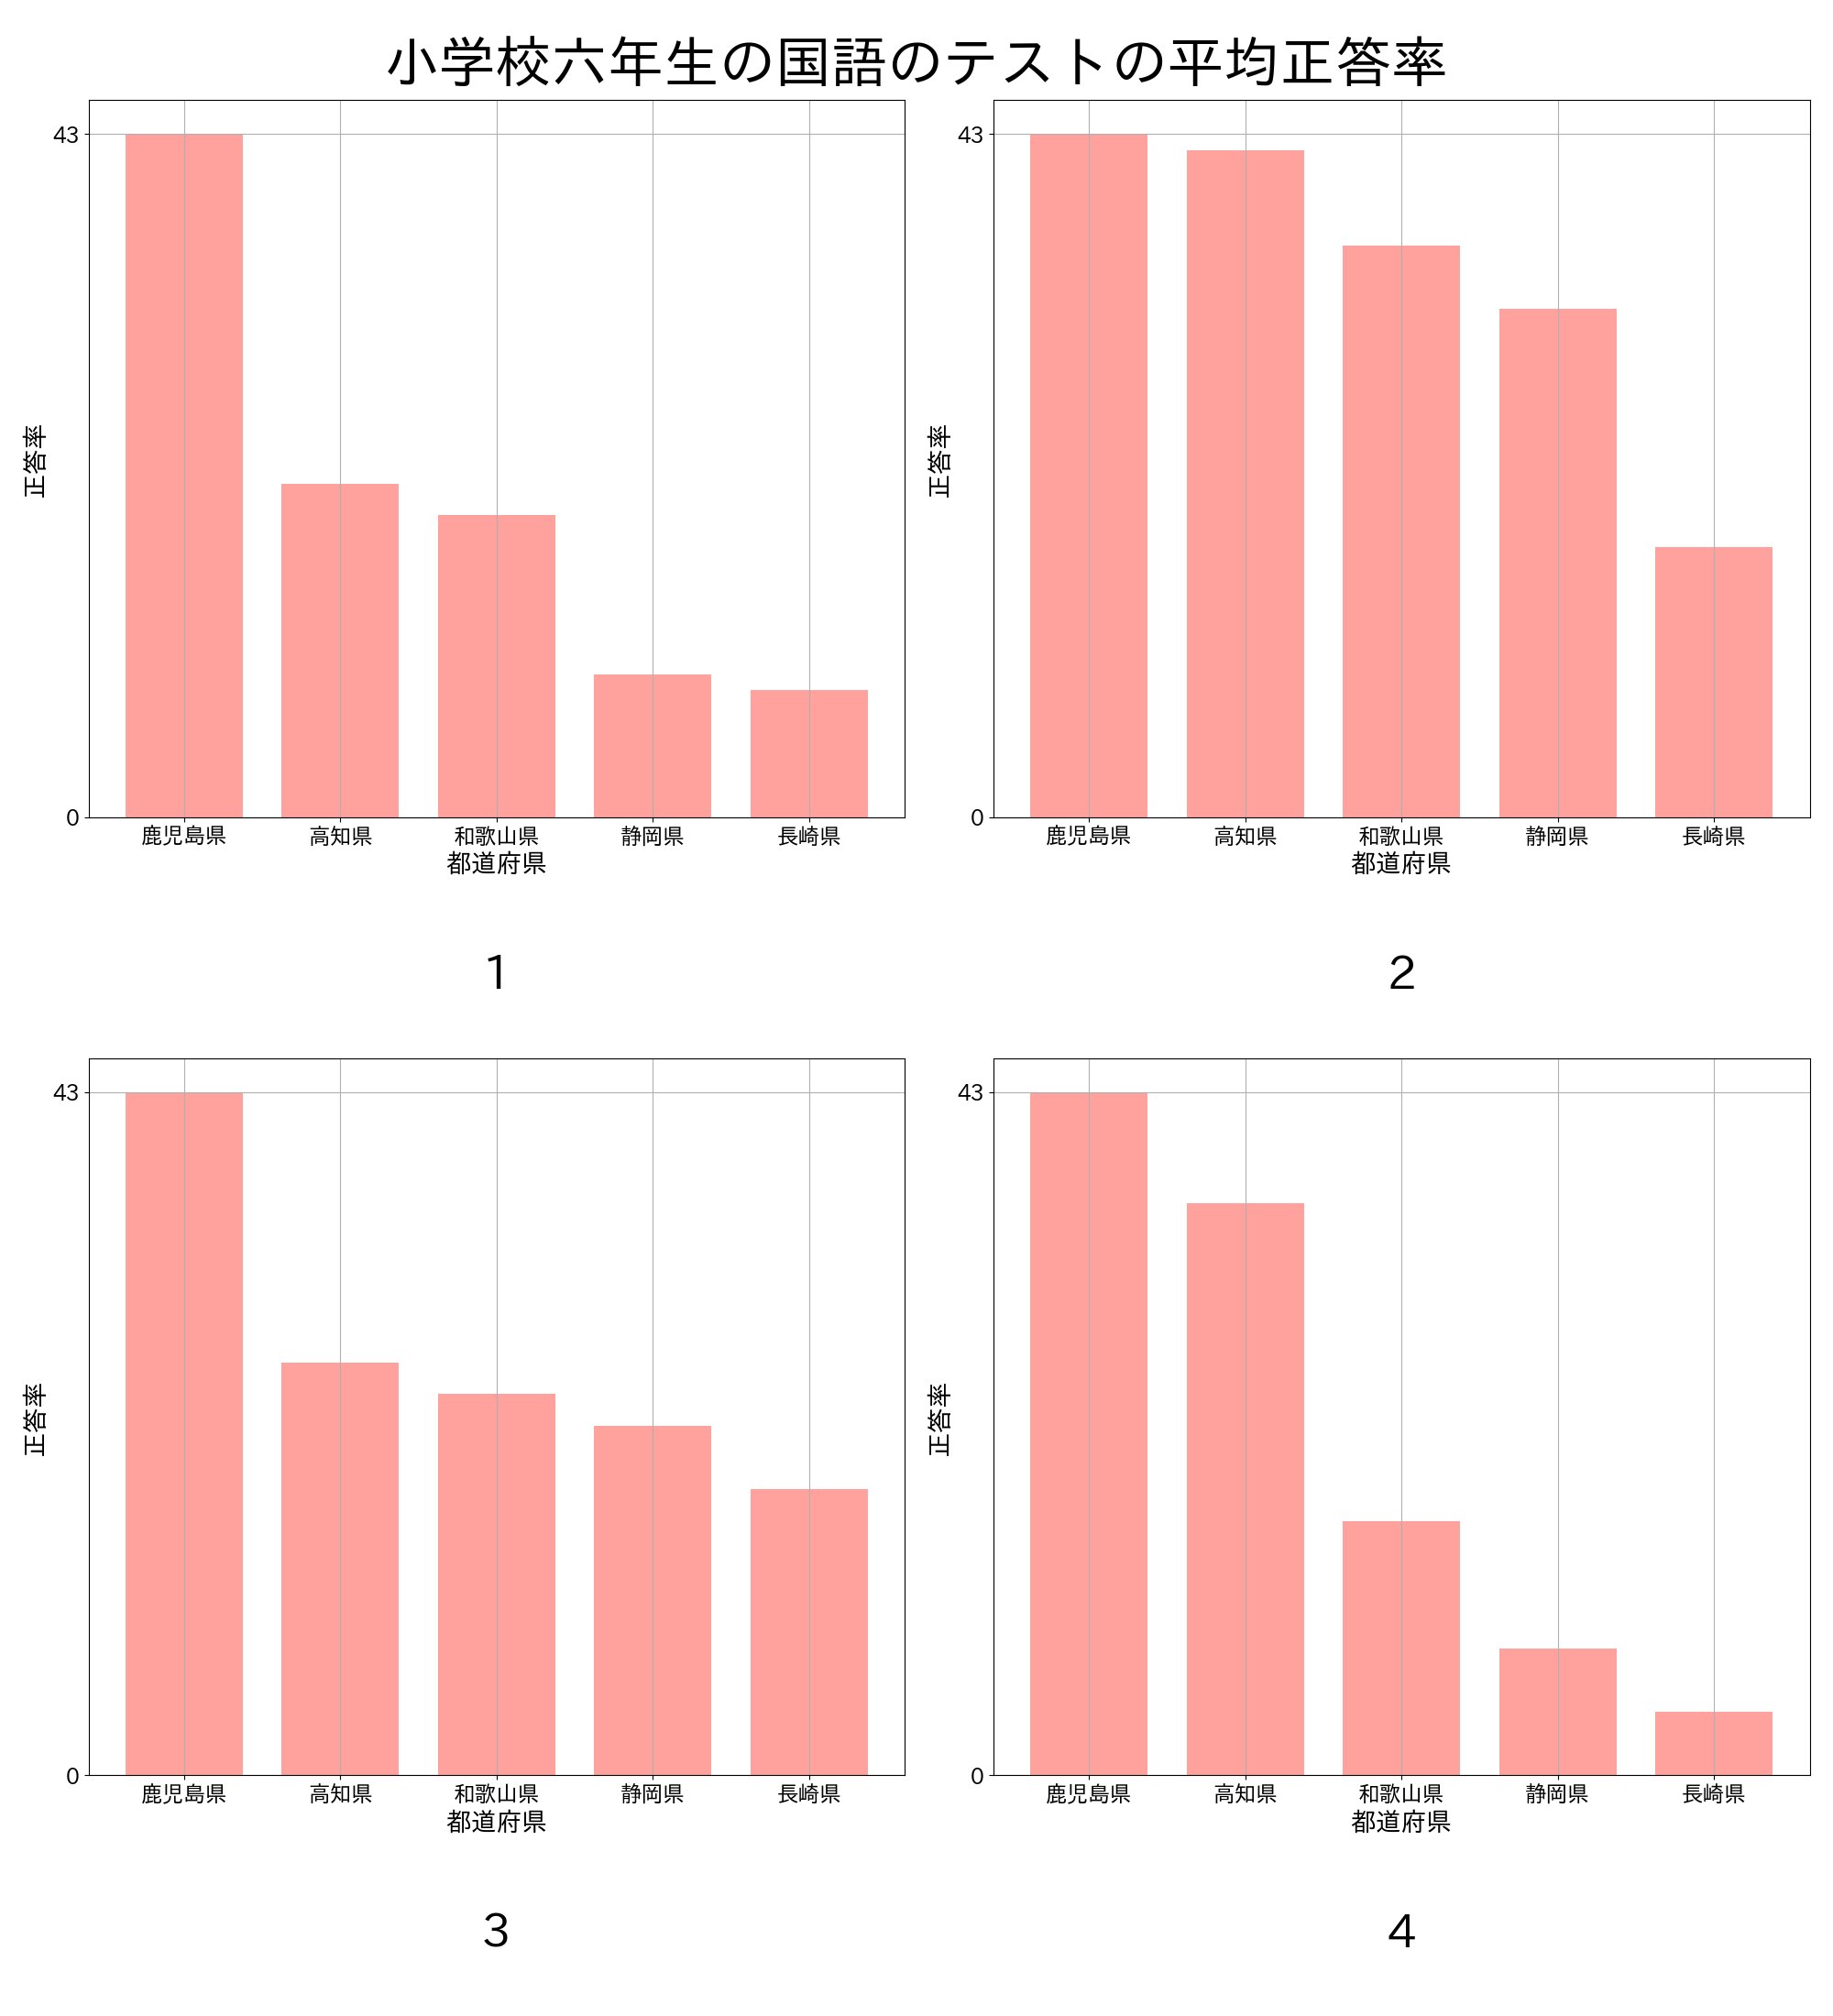 小学校六年生の国語のテストの平均正答率
43
0
正答率
鹿児島県 高知県 和歌山県 静岡県 長崎県
都道府県
1
43
0
正答率
鹿児島県 高知県 和歌山県 静岡県 長崎県
都道府県
2
43
0
正答率
鹿児島県 高知県 和歌山県 静岡県 長崎県
都道府県
3
43
0
正答率
鹿児島県 高知県 和歌山県 静岡県 長崎県
都道府県
4